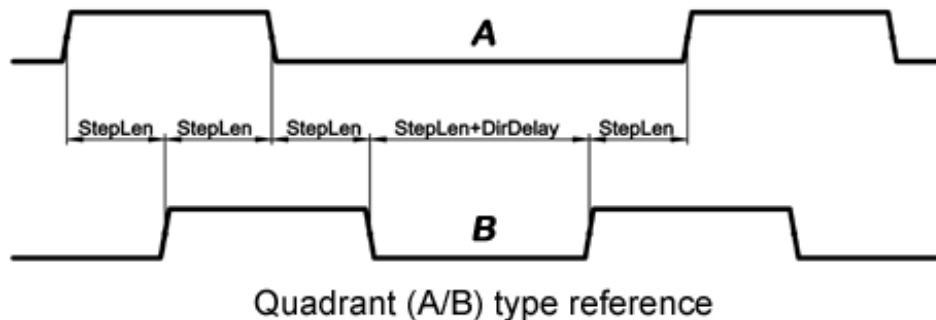 A
StepLen StepLen StepLen StepLen+DirDelay StepLen
B
Quadrant (A/B) type reference